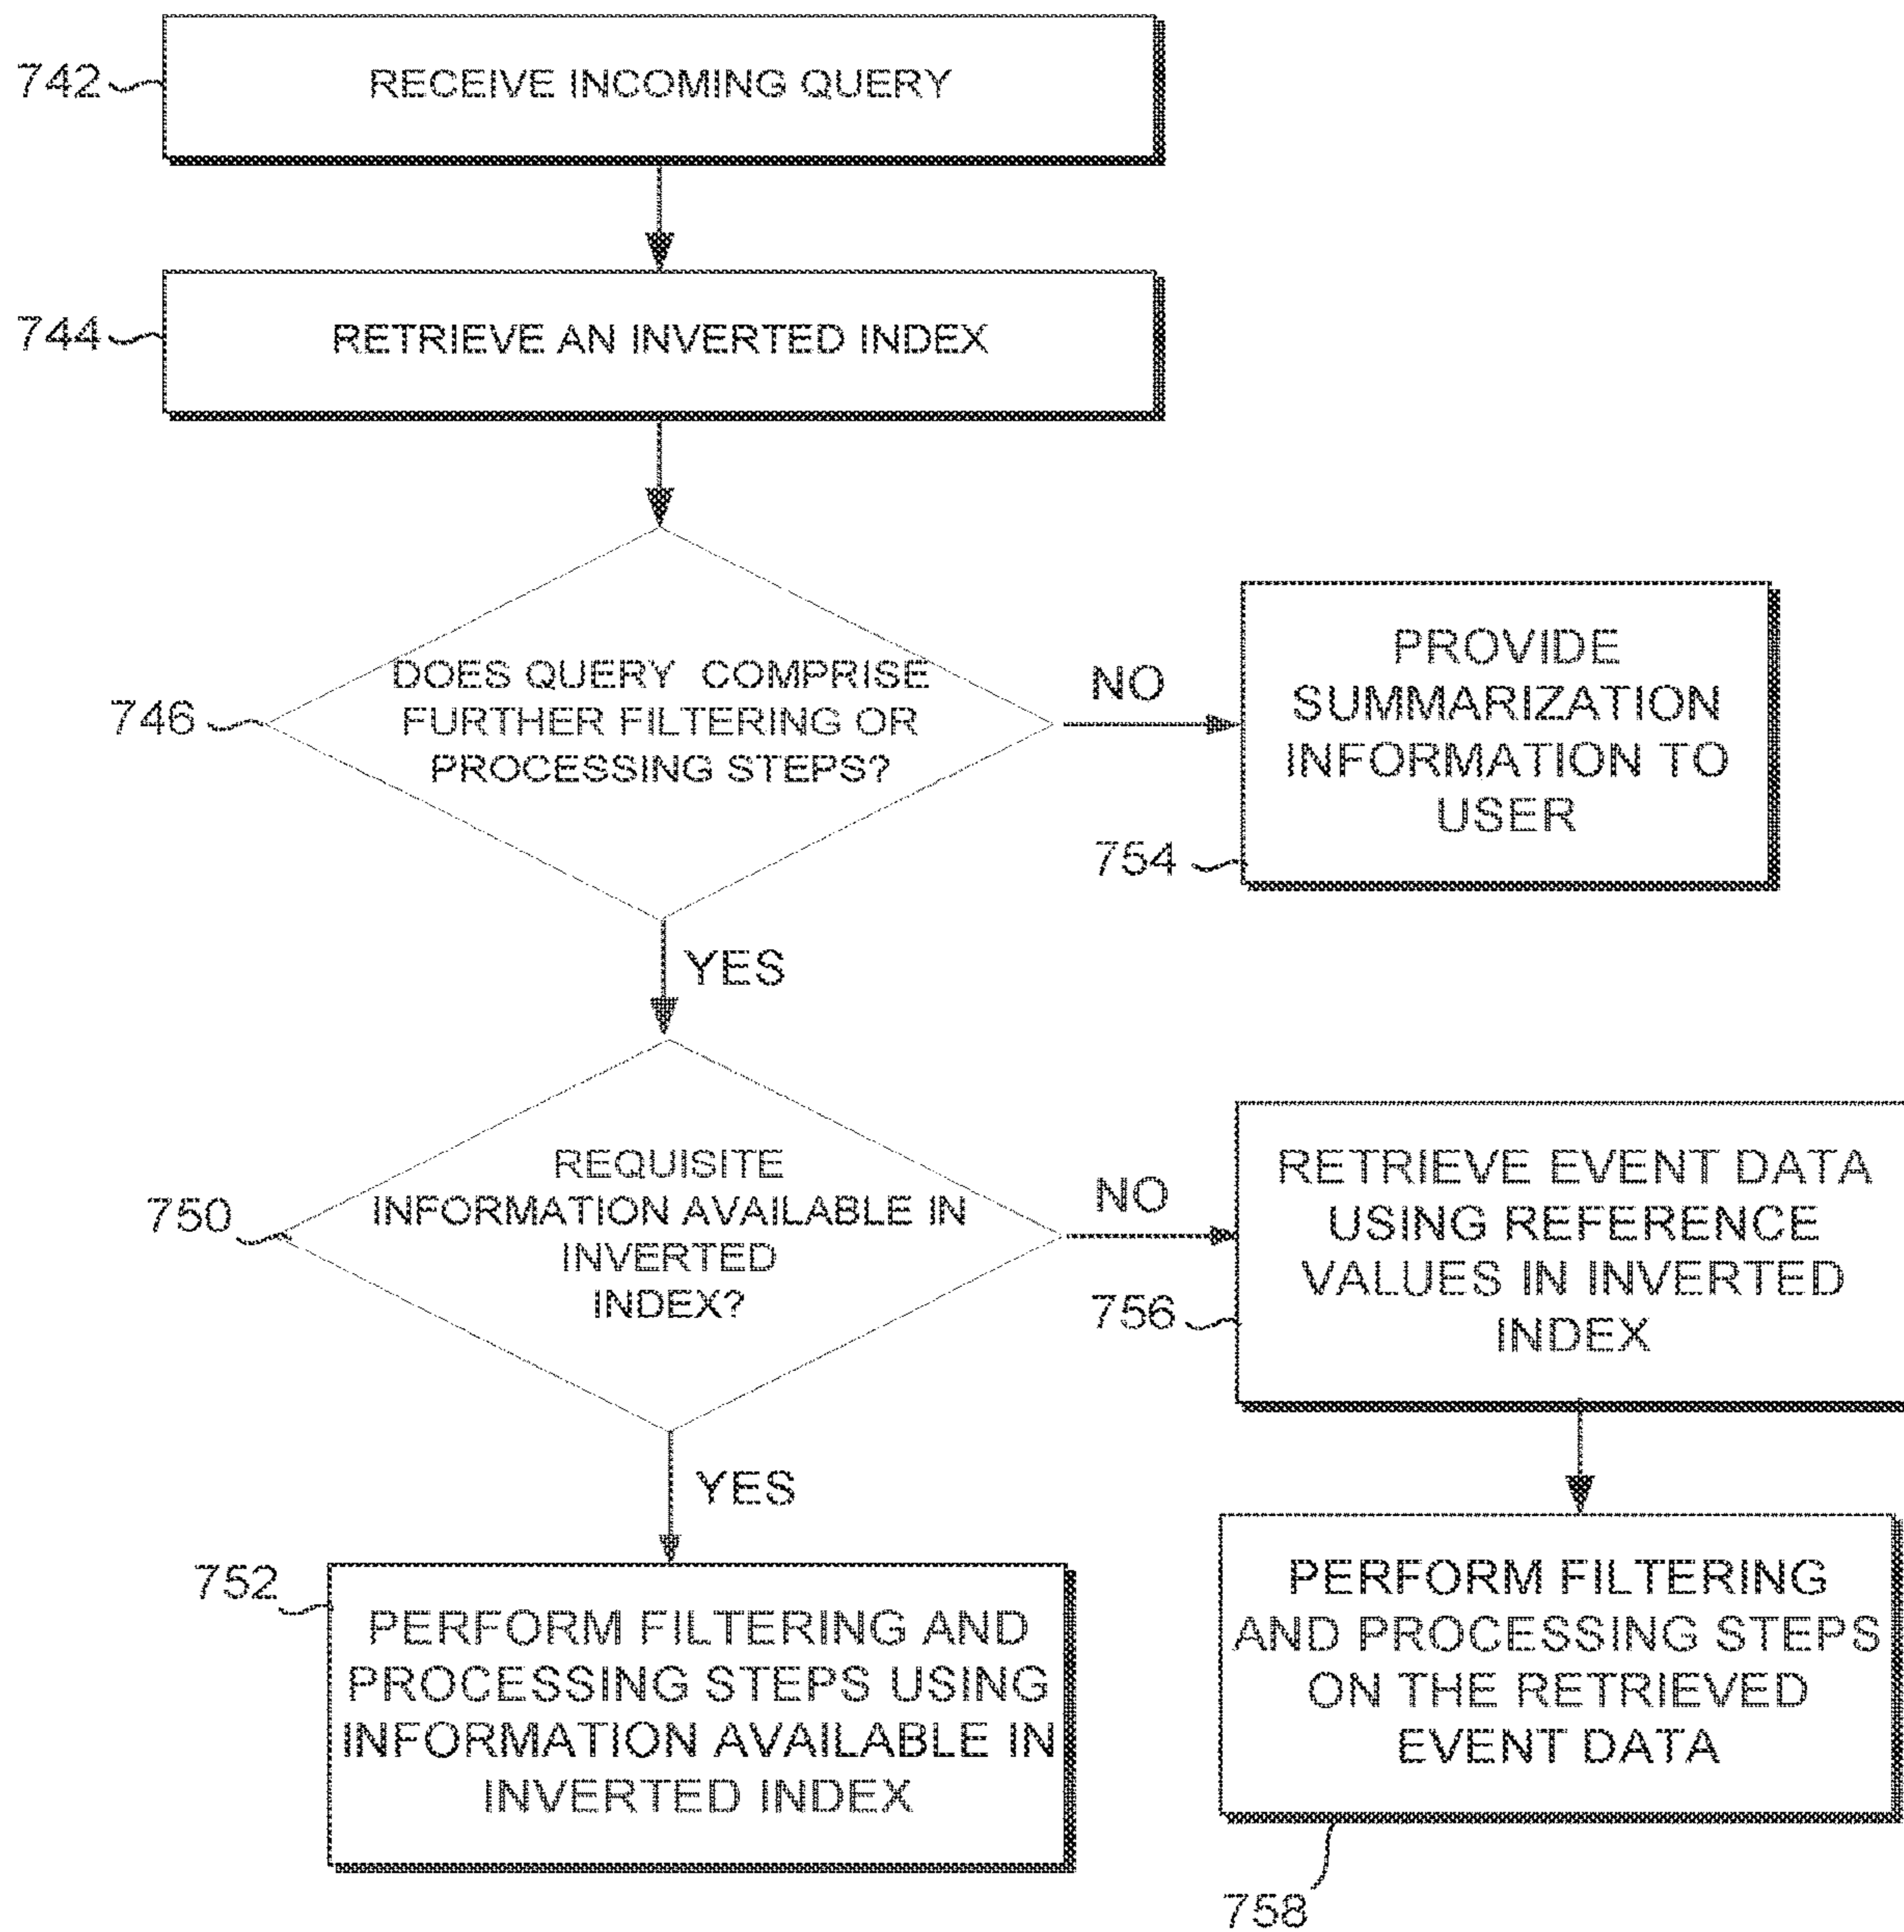 742
RECEIVE INCOMING QUERY
744
RETRIEVE AN INVERTED INDEX
746
DOES QUERY COMPRISE
FURTHER FILTERING OR
PROCESSING STEPS?
NO
PROVIDE
SUMMARIZATION
INFORMATION TO
USER
754
YES
750
REQUISITE
INFORMATION AVAILABLE IN
INVERTED
INDEX?
NO
RETRIEVE EVENT DATA
USING REFERENCE
VALUES IN INVERTED
INDEX
756
YES
752
PERFORM FILTERING AND
PROCESSING STEPS USING
INFORMATION AVAILABLE IN
INVERTED INDEX
PERFORM FILTERING
AND PROCESSING STEPS
ON THE RETRIEVED
EVENT DATA
758